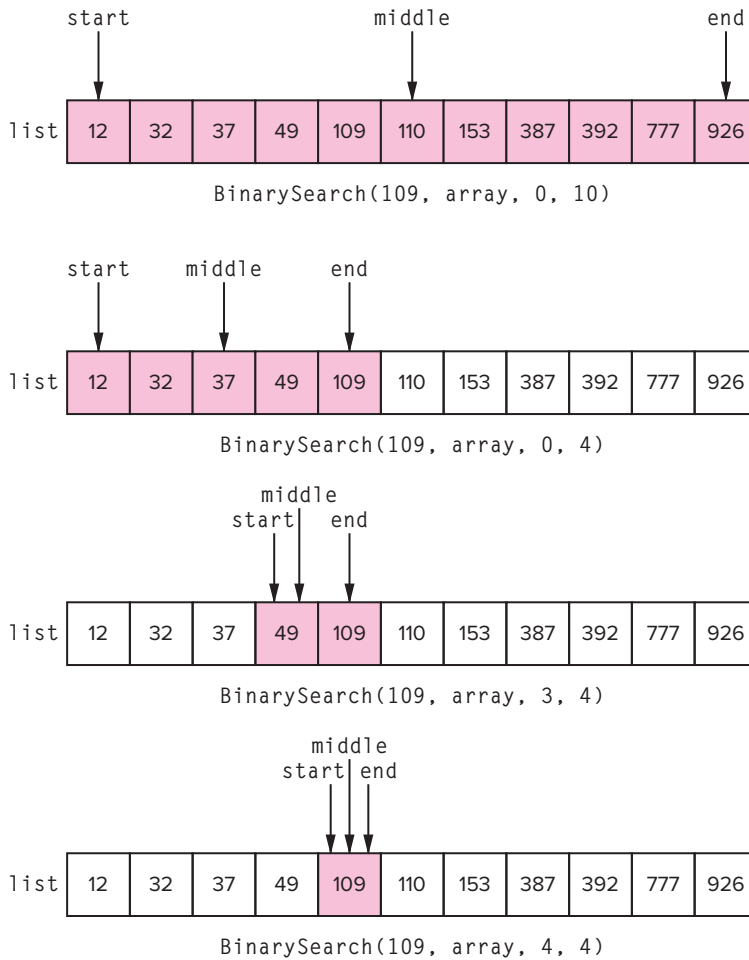 start middle end
list 12 32 37 49 109 110 153 387 392 777 926
BinarySearch(109, array, 0, 10)
start middle end
list 12 32 37 49 109 110 153 387 392 777 926
BinarySearch(109, array, 0, 4)
middle
start end
list 12 32 37 49 109 110 153 387 392 777 926
BinarySearch(109, array, 3, 4)
middle
start end
list 12 32 37 49 109 110 153 387 392 777 926
BinarySearch(109, array, 4, 4)